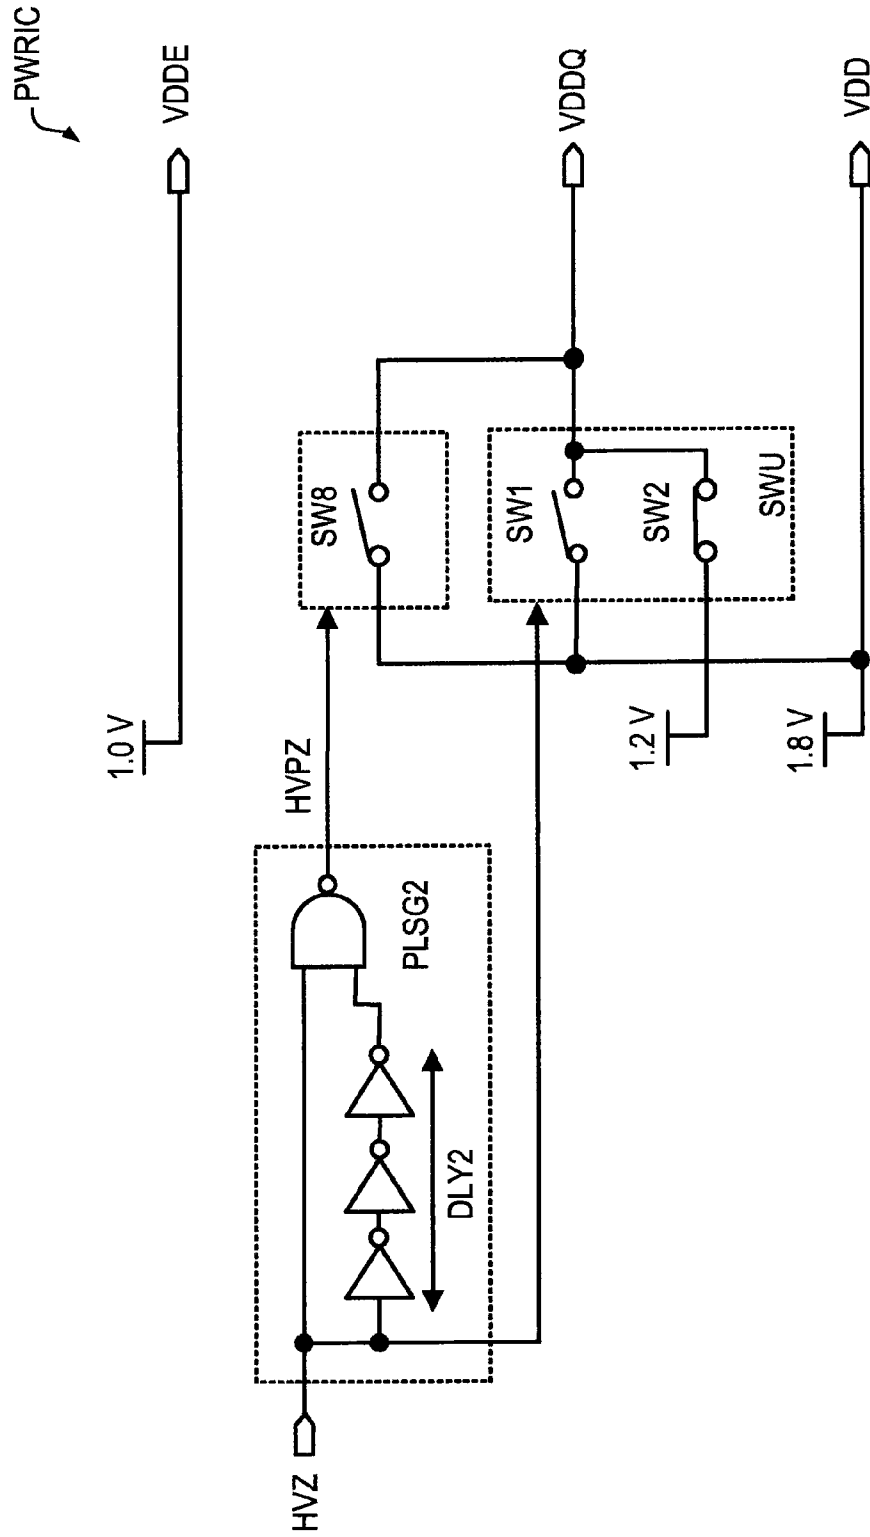 PWRIC
1.0 V
VDDE
HVPZ
SW8
PLSG2
DLY2
HVZ
SW1
VDDQ
SW2
1.2 V
SWU
1.8 V
VDD